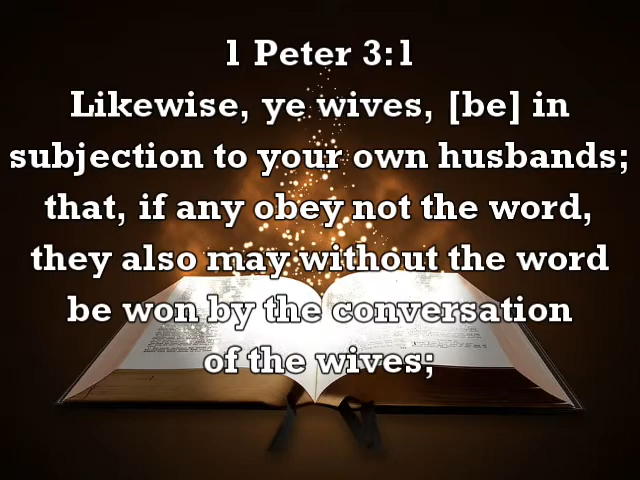 1 Peter 3:1
Likewise, ye wives, [be] in
subjection to your own husbands;
that, if any obey not the word,
they also may without the word
be won by the conversation
of the wives;